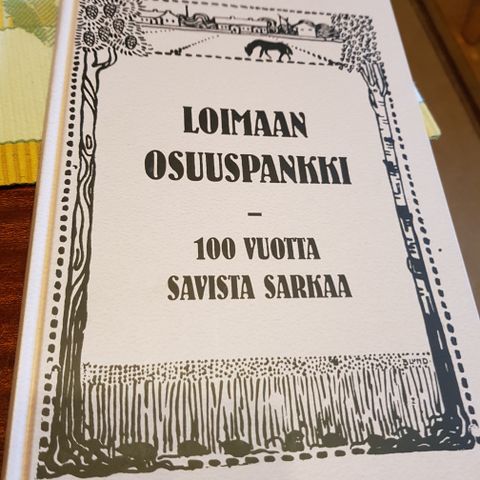 LOIMAAN
OSUUSPANKKI
–
100 VUOTTA
SAVISTA SARKAA